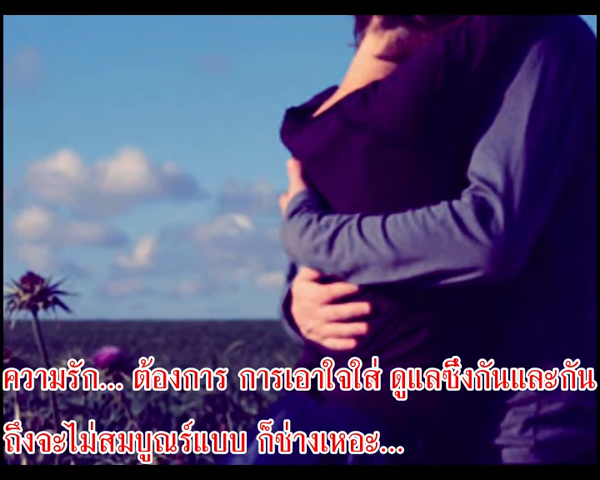 ความรัก... ต้องการ การเอาใจใส่ ดูแลซึ่งกันและกัน
ถึงจะไม่สมบูณร์แบบ ก็ช่างเหอะ...